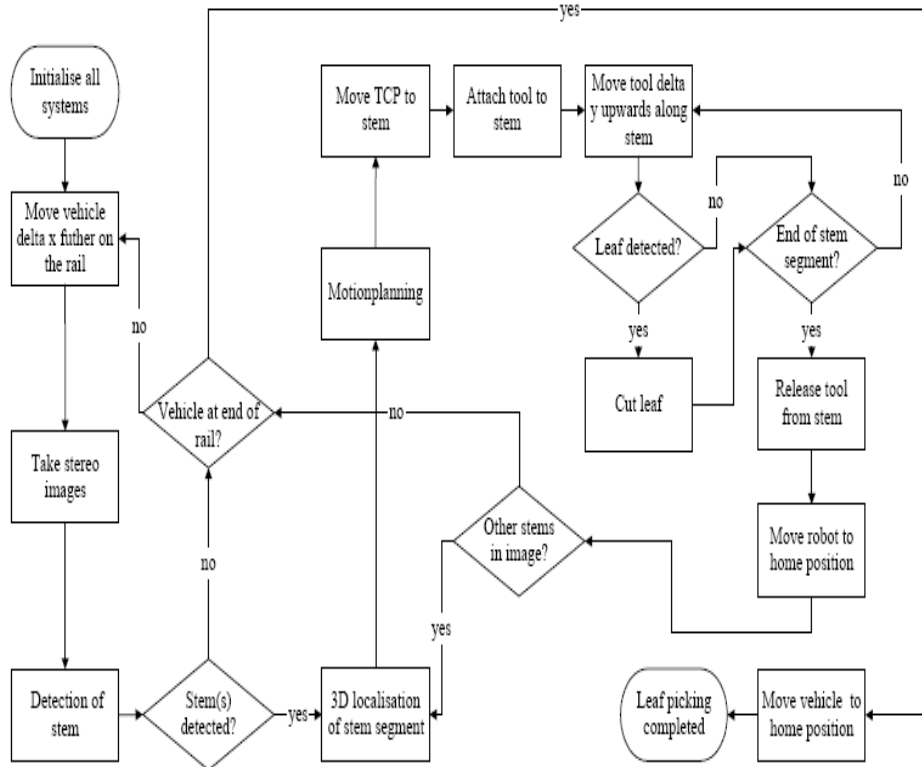 yes
Initialise all
systems
Move TCP to
stem
Attach tool to
stem
Move tool delta
y upwards along
stem
Move vehicle
delta x futher on
the rail
no
no
Leaf detected?
End of stem
segment?
Motionplanning
no
yes
yes
Vehicle at end of
rail?
no
Cut leaf
Release tool
from stem
Take stereo
images
Other stems
in image?
Move robot to
home position
no
yes
Detection of
stem
Stem(s)
detected?
yes
3D localisation
of stem segment
Leaf picking
completed
Move vehicle to
home position